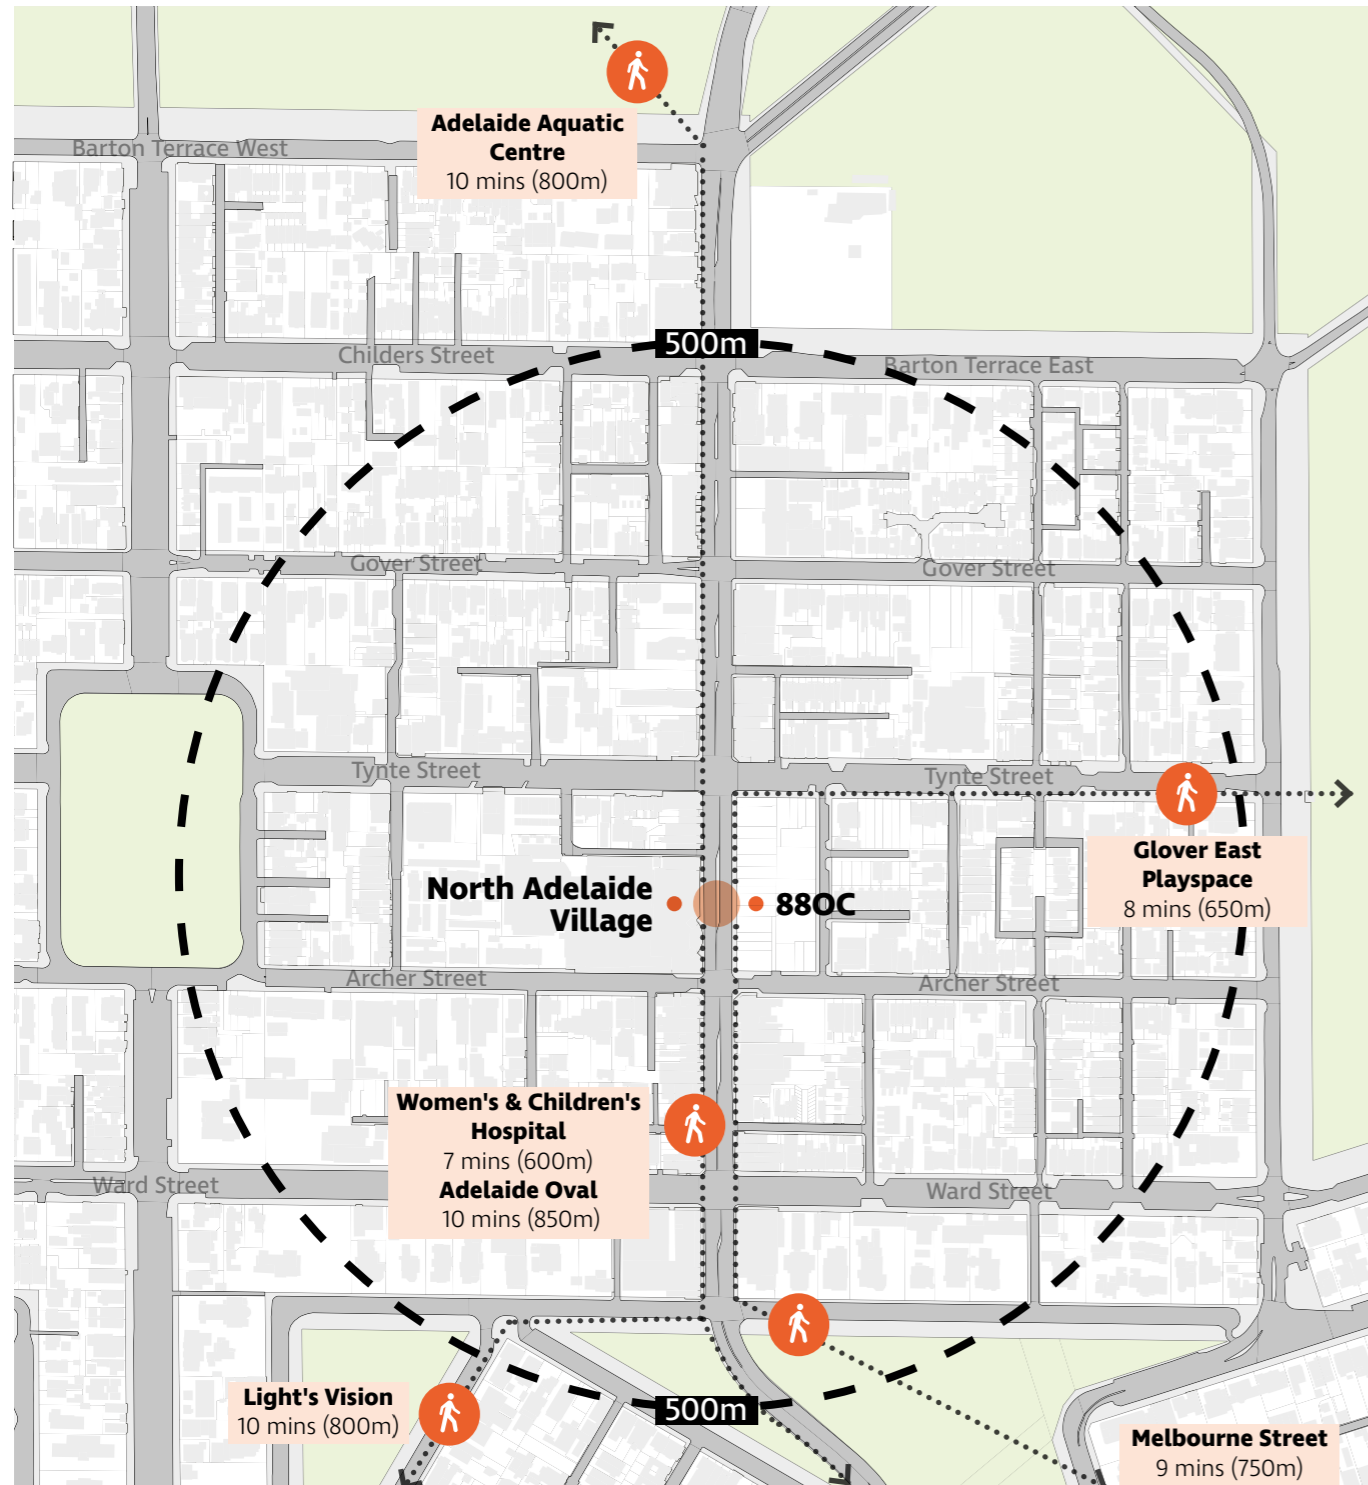 Adelaide Aquatic
Centre
10 mins (800m)
Barton Terrace West
500m
Childers Street
Barton Terrace East
Gover Street
Gover Street
Tynte Street
Tynte Street
Glover East
Playspace
8 mins (650m)
North Adelaide
Village
88OC
Archer Street
Archer Street
Women's & Children's
Hospital
7 mins (600m)
Adelaide Oval
10 mins (850m)
Ward Street
Ward Street
Light's Vision
10 mins (800m)
500m
Melbourne Street
9 mins (750m)